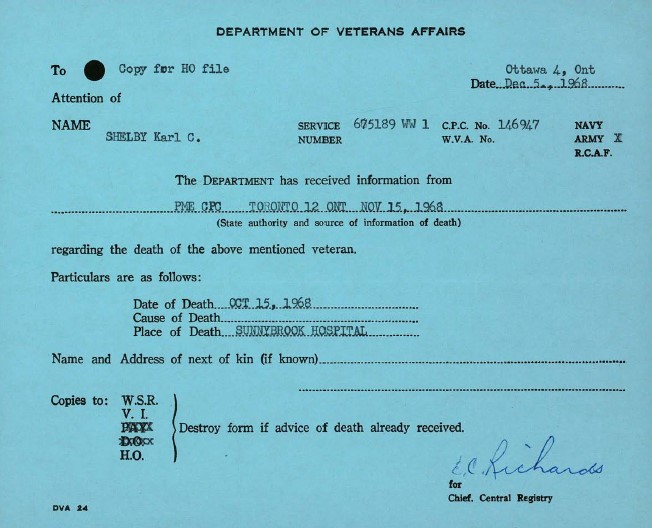 DEPARTMENT OF VETERANS AFFAIRS
To Copy for HO file Ottawa 4, Ont
Date Dec 5., 1968
Attention of
NAME SHELBY Karl C. SERVICE NUMBER 675189 WW 1 C.P.C. No. 146947 NAVY
W.V.A. No. ARMY X
R.C.A.F.
The DEPARTMENT has received information from
PME CPC TORONTO 12 ONT NOV 15, 1968
(State authority and source of information of death)
regarding the death of the above mentioned veteran.
Particulars are as follows:
Date of Death OCT 15, 1968
Cause of Death
Place of Death SUNNYBROOK HOSPITAL
Name and Address of next of kin (if known)
Copies to: W.S.R.
V. I.
PAY
D.O.
H.O.
Destroy form if advice of death already received.
E.C. Richards
for
Chief. Central Registry
DVA 24